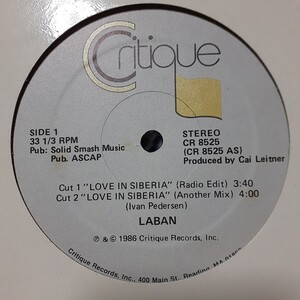 Critique
SIDE 1
33 1/3 RPM
Pub: Solid Smash Music
Pub. ASCAP
STEREO
CR 8525
(CR 8525 AS)
Produced by Cai Leitner
Cut 1 "LOVE IN SIBERIA" (Radio Edit) 3:40
Cut 2 "LOVE IN SIBERIA" (Another Mix) 4:00
(Ivan Pedersen)
LABAN
℗ & © 1986 Critique Records, Inc.
Critique Records, Inc., 400 Main St., Reading, MA 01867